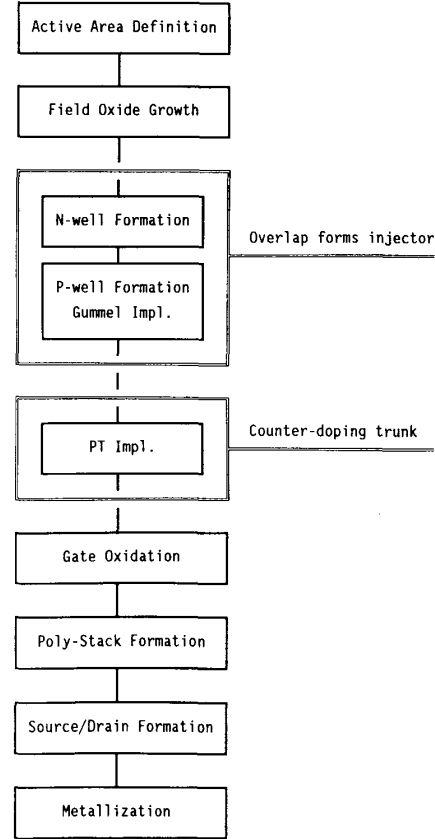 Active Area Definition
Field Oxide Growth
N-well Formation
Overlap forms injector
P-well Formation
Gummel Impl.
Counter-doping trunk
PT Impl.
Gate Oxidation
Poly-Stack Formation
Source/Drain Formation
Metallization